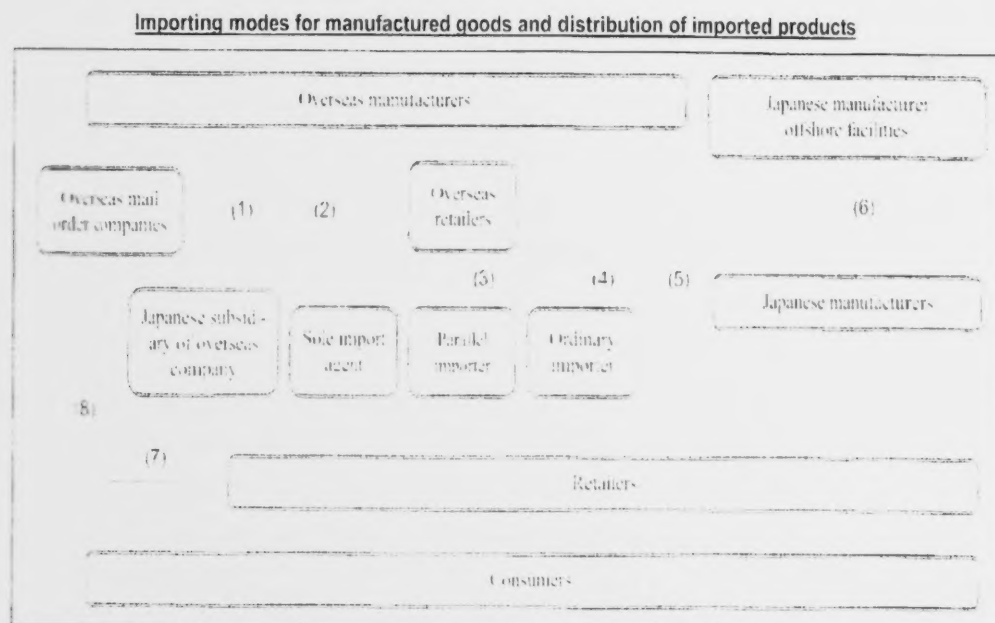 Importing modes for manufactured goods and distribution of imported products
Overseas manufacturers
Japanese manufacturer
offshore facilities
Overseas mail
order companies
(1)
(2)
Overseas
retailers
(6)
(3)
(4)
(5)
Japanese manufacturers
Japanese subsid-
iary of overseas
company
Sole import
agent
Parallel
importer
Ordinary
importer
(8)
(7)
Retailers
Consumers